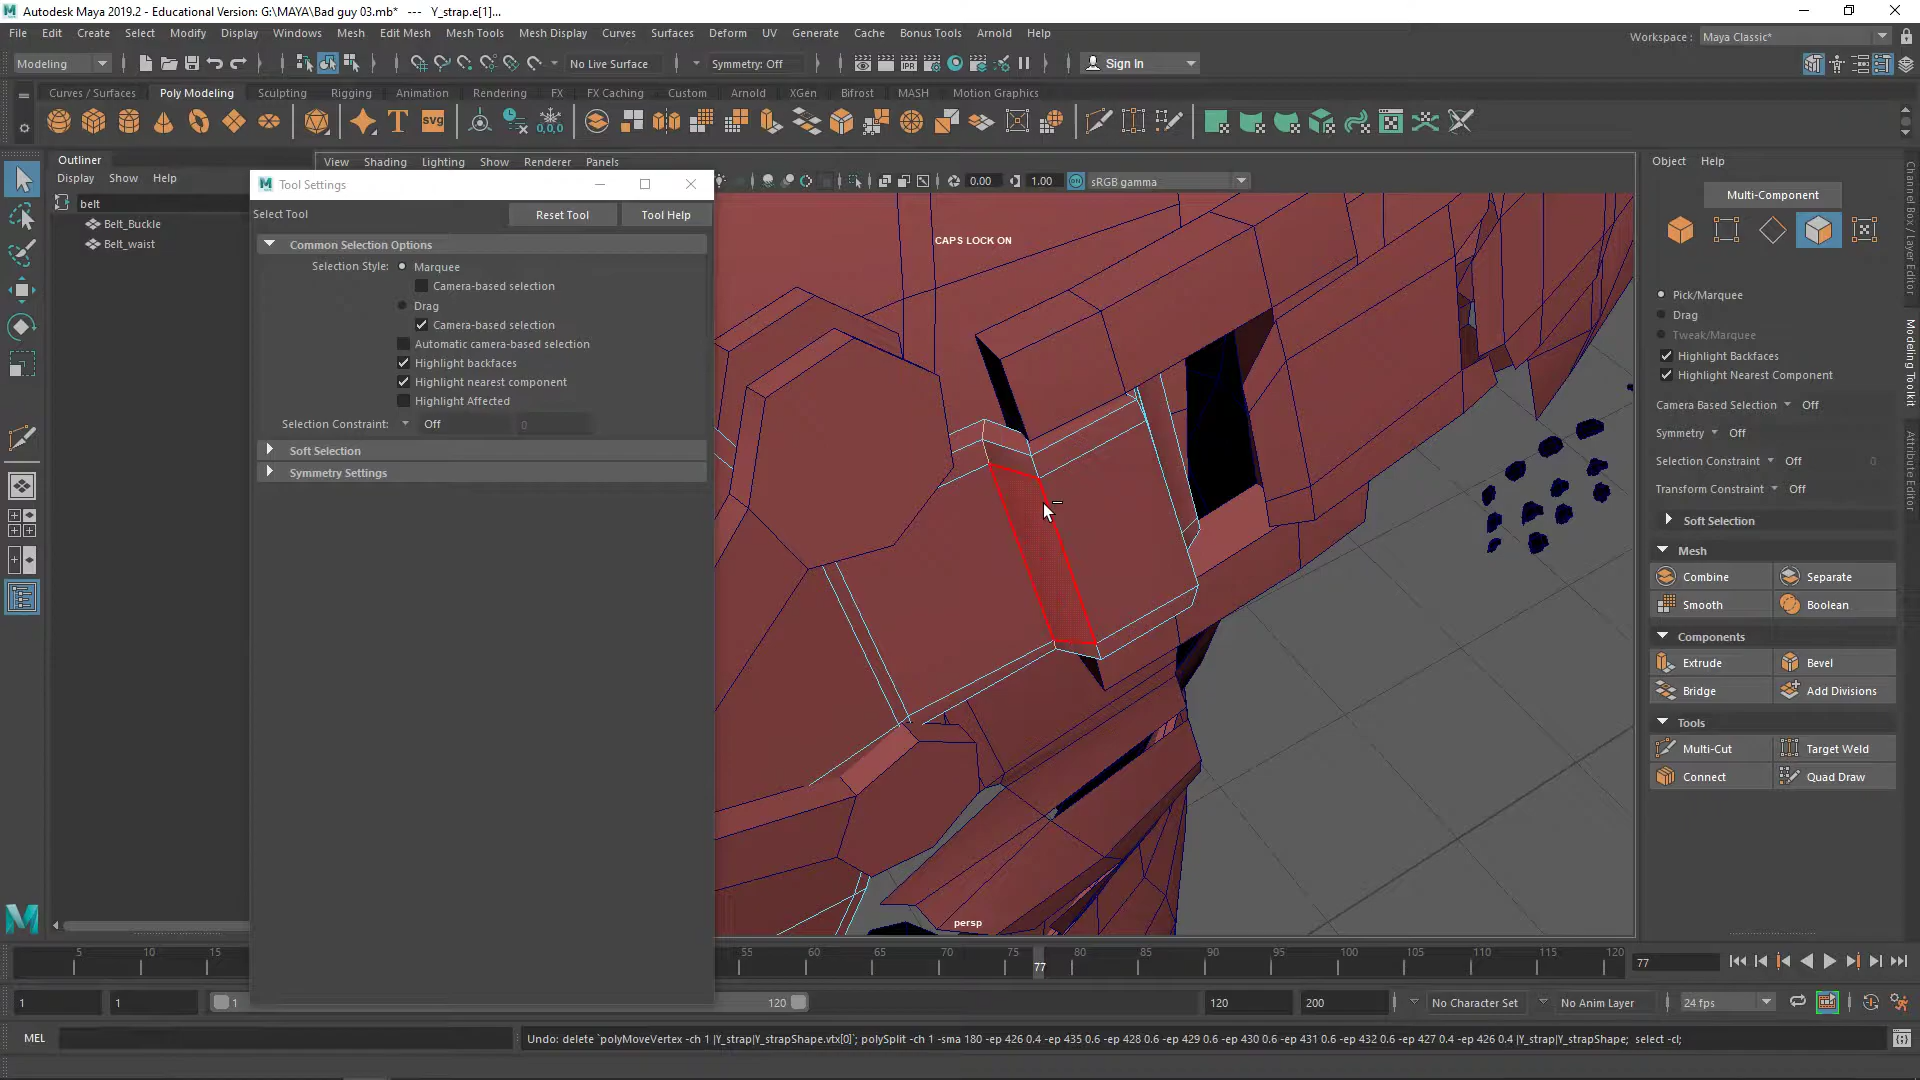 Autodesk Maya 2019.2 - Educational Version: G:\MAYA\Bad guy 03.mb* --- Y_strap.e[1]...
File Edit Create Select Modify Display Windows Mesh Edit Mesh Mesh Tools Mesh Display Curves Surfaces Deform UV Generate Cache Bonus Tools Arnold Help
Workspace : Maya Classic*
Modeling No Live Surface Symmetry: Off Sign In
Curves / Surfaces Poly Modeling Sculpting Rigging Animation Rendering FX FX Caching Custom Arnold XGen Bifrost MASH Motion Graphics
T svg 0,0,0
Outliner
Display Show Help
belt
Belt_Buckle
Belt_waist
View Shading Lighting Show Renderer Panels
0.00 1.00 sRGB gamma
Tool Settings
Select Tool Reset Tool Tool Help
Common Selection Options
Selection Style: Marquee
Camera-based selection
Drag
Camera-based selection
Automatic camera-based selection
Highlight backfaces
Highlight nearest component
Highlight Affected
Selection Constraint: Off 0
Soft Selection
Symmetry Settings
CAPS LOCK ON
persp
Object Help
Multi-Component
Pick/Marquee
Drag
Tweak/Marquee
Highlight Backfaces
Highlight Nearest Component
Camera Based Selection Off
Symmetry Off
Selection Constraint Off 0
Transform Constraint Off
Soft Selection
Mesh
Combine Separate
Smooth Boolean
Components
Extrude Bevel
Bridge Add Divisions
Tools
Multi-Cut Target Weld
Connect Quad Draw
Channel Box / Layer Editor
Modeling Toolkit
Attribute Editor
5 10 15 55 60 65 70 75 80 85 90 95 100 105 110 115 120
77 77
1 1 1 120 120 200 No Character Set No Anim Layer 24 fps
MEL Undo: delete `polyMoveVertex -ch 1 |Y_strap|Y_strapShape.vtx[0]`; polySplit -ch 1 -sma 180 -ep 426 0.4 -ep 435 0.6 -ep 428 0.6 -ep 429 0.6 -ep 430 0.6 -ep 431 0.6 -ep 432 0.6 -ep 427 0.4 -ep 426 0.4 |Y_strap|Y_strapShape; select -cl;